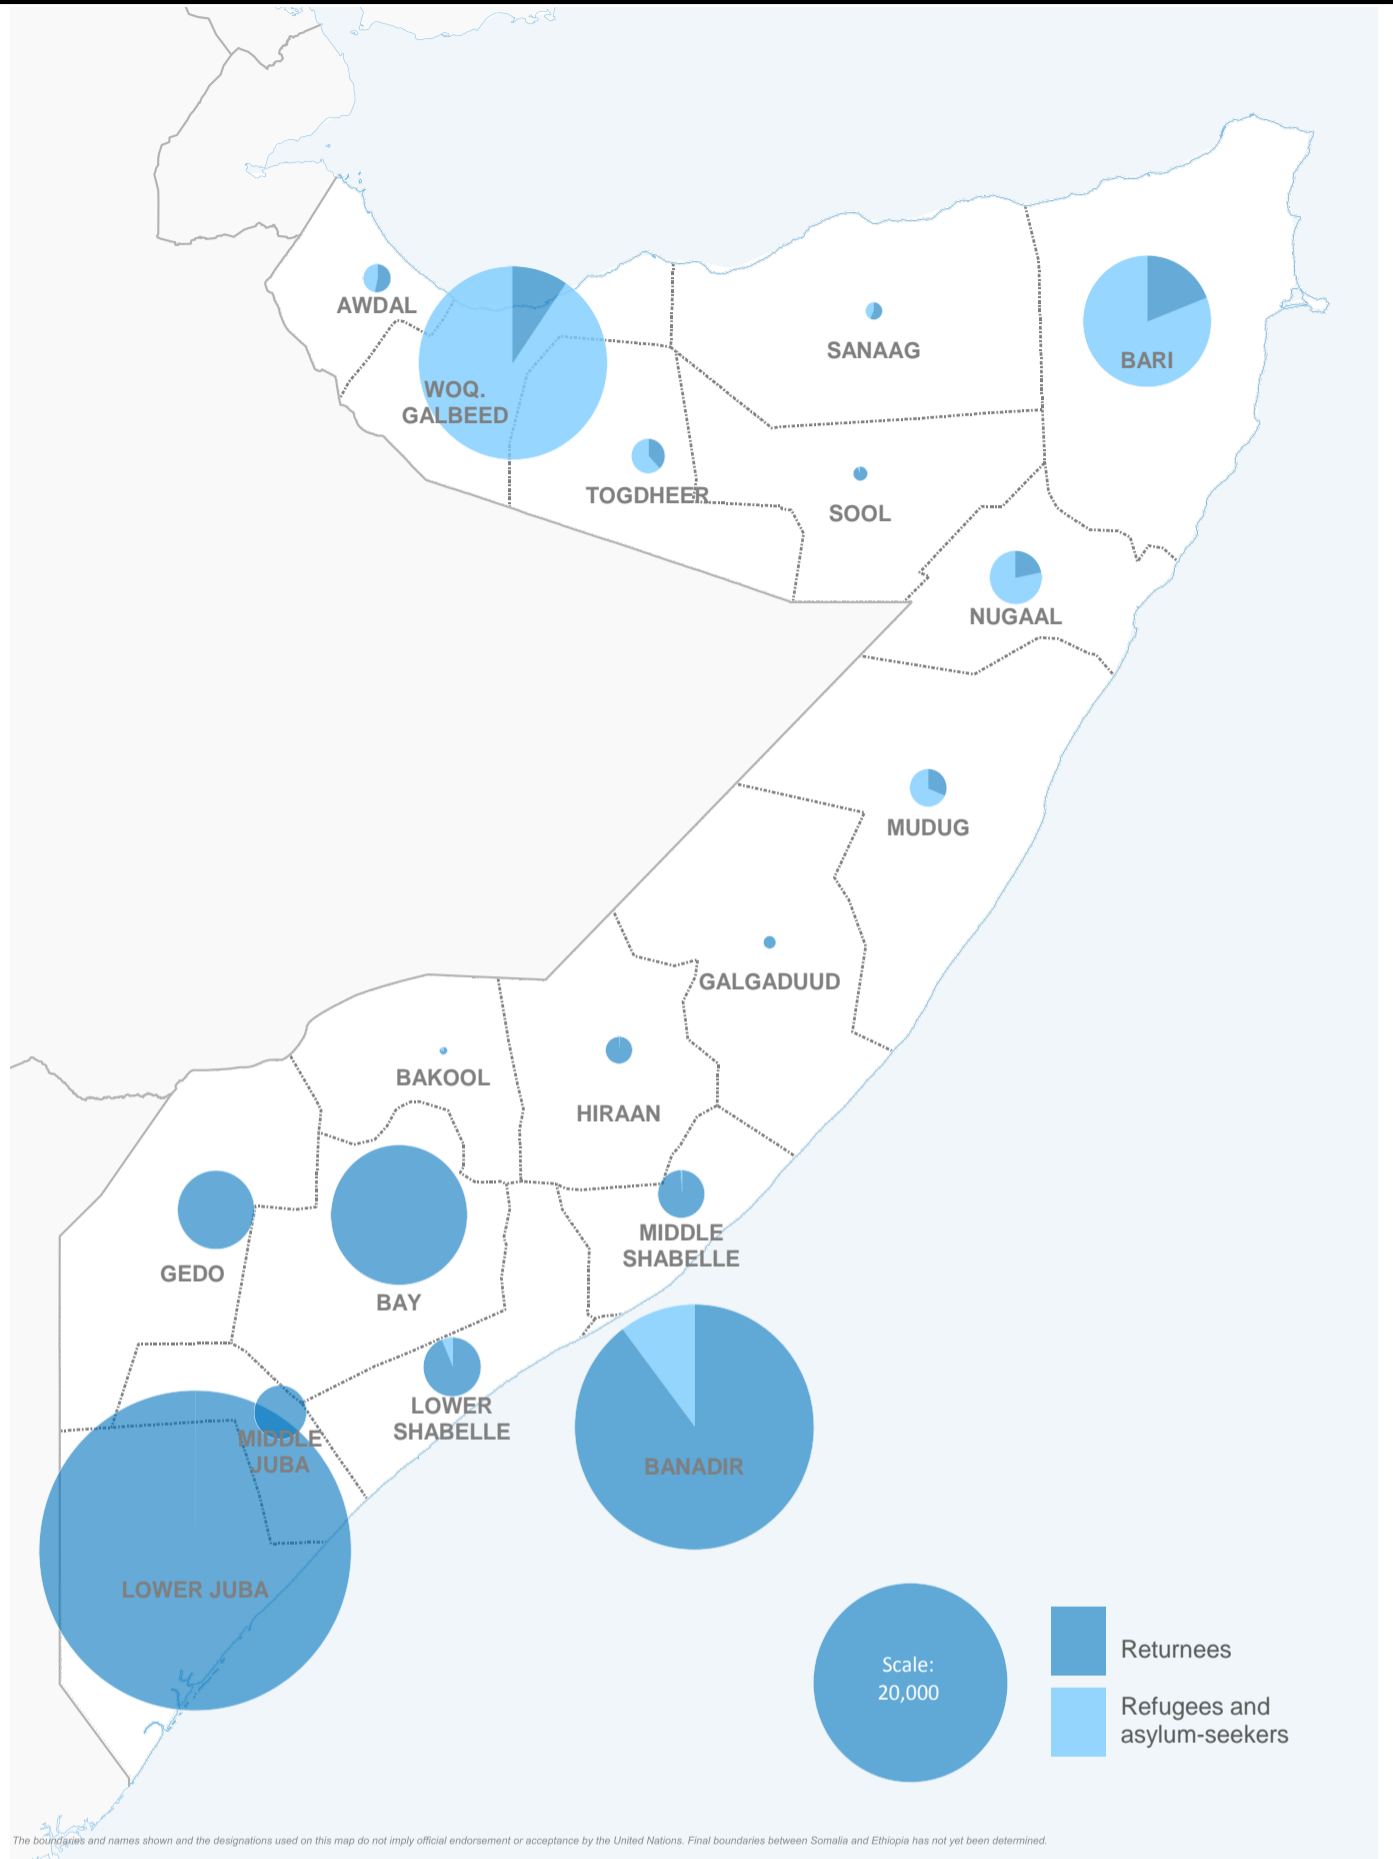 AWDAL
WOQ.
GALBEED
SANAAG
BARI
TOGDHEER
SOOL
NUGAAL
MUDUG
GALGADUUD
BAKOOL
HIRAAN
MIDDLE
SHABELLE
GEDO
BAY
LOWER
SHABELLE
MIDDLE
JUBA
BANADIR
LOWER JUBA
Scale:
20,000
Returnees
Refugees and
asylum-seekers
The boundaries and names shown and the designations used on this map do not imply official endorsement or acceptance by the United Nations. Final boundaries between Somalia and Ethiopia has not yet been determined.